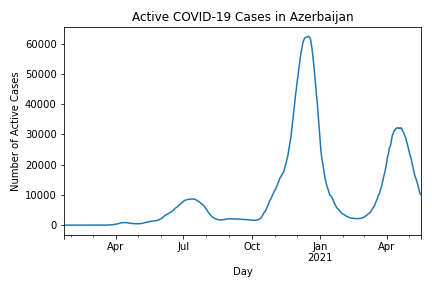 Active COVID-19 Cases in Azerbaijan
Number of Active Cases
60000
50000
40000
30000
20000
10000
0
Apr
Jul
Oct
Jan
2021
Apr
Day